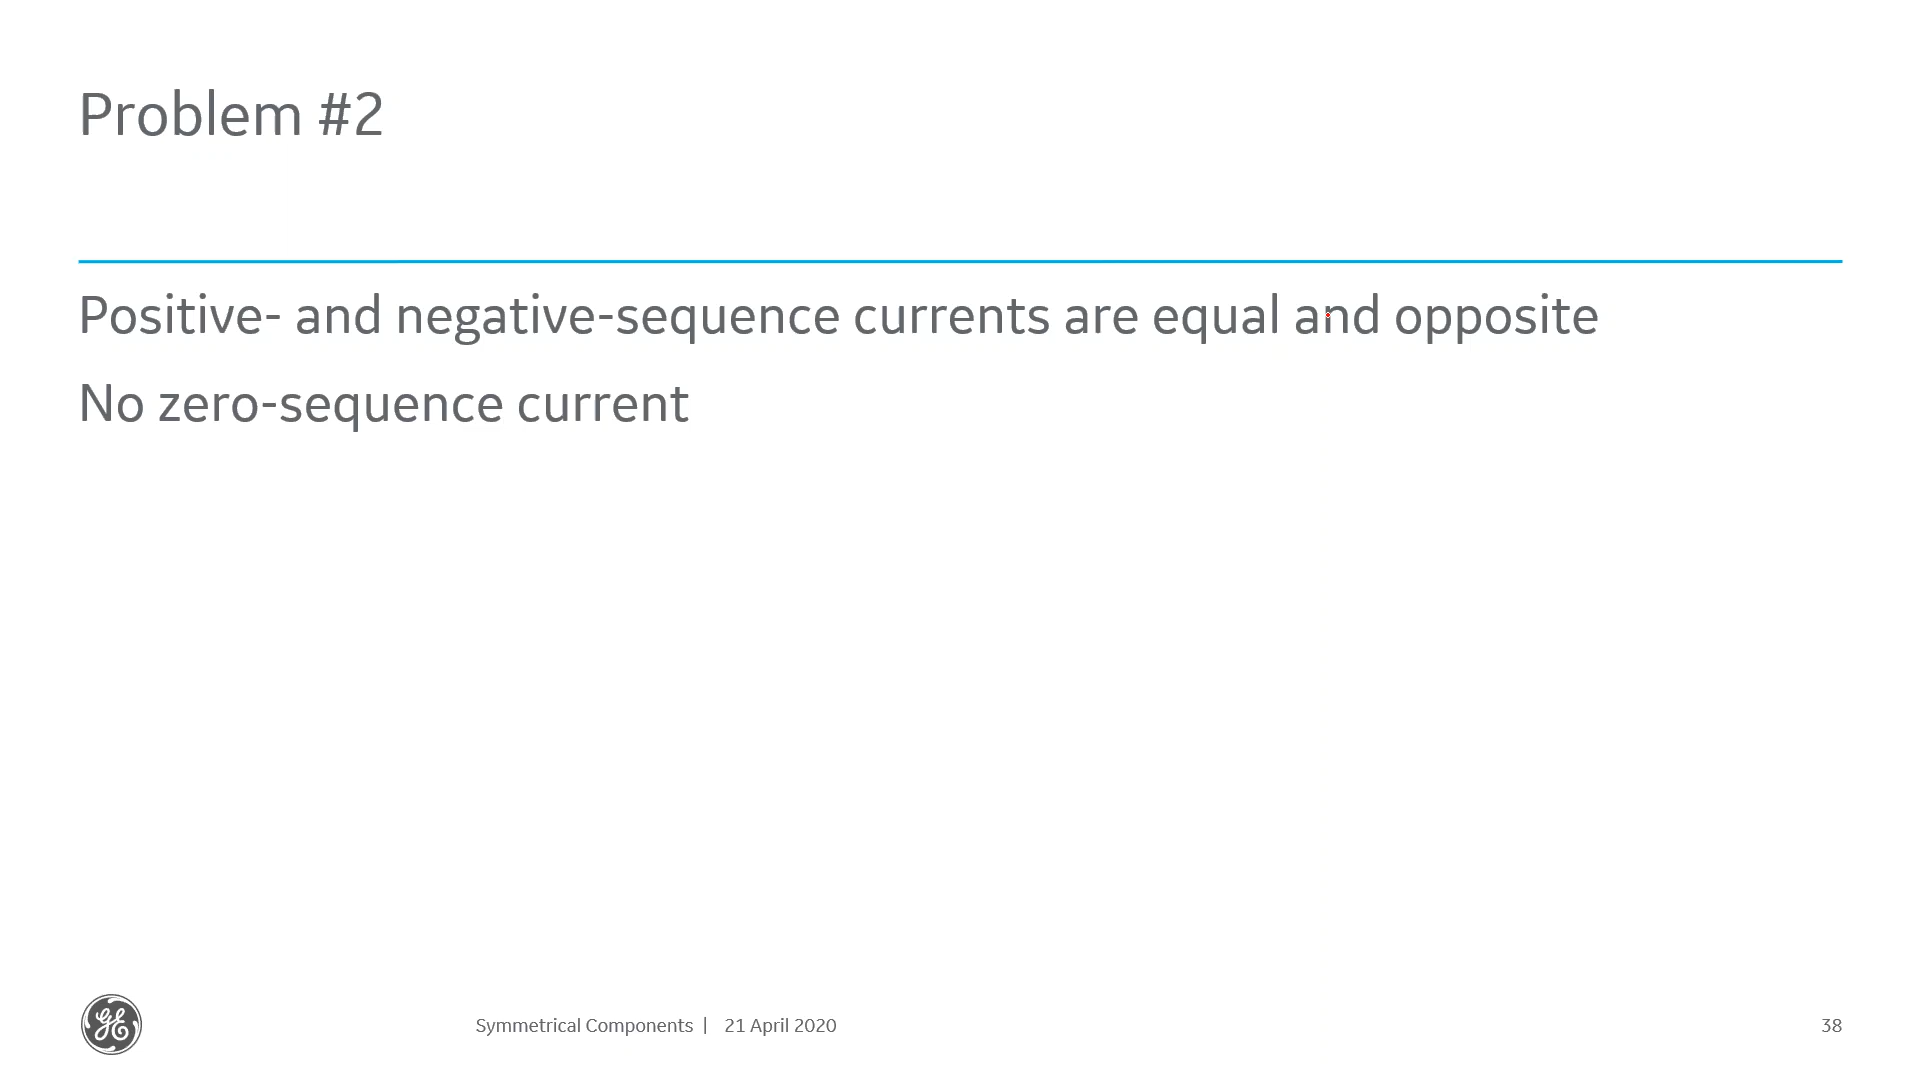 Problem #2
Positive- and negative-sequence currents are equal and opposite
No zero-sequence current
Symmetrical Components | 21 April 2020
38